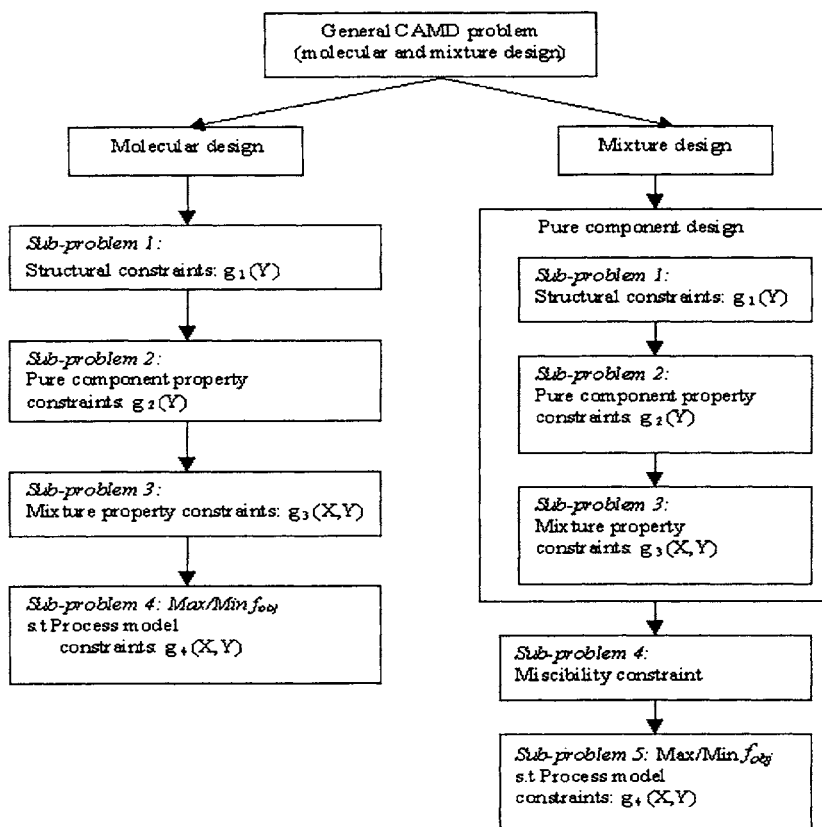 General CAMD problem
(molecular and mixture design)
Molecular design
Sub-problem 1:
Structural constraints: g₁(Y)
Sub-problem 2:
Pure component property
constraints: g₂(Y)
Sub-problem 3:
Mixture property constraints: g₃(X,Y)
Sub-problem 4: Max/Min f_obj
s.t Process model
constraints: g₄(X,Y)
Mixture design
Pure component design
Sub-problem 1:
Structural constraints: g₁(Y)
Sub-problem 2:
Pure component property
constraints: g₂(Y)
Sub-problem 3:
Mixture property
constraints: g₃(X,Y)
Sub-problem 4:
Miscibility constraint
Sub-problem 5: Max/Min f_obj
s.t Process model
constraints: g₄(X,Y)